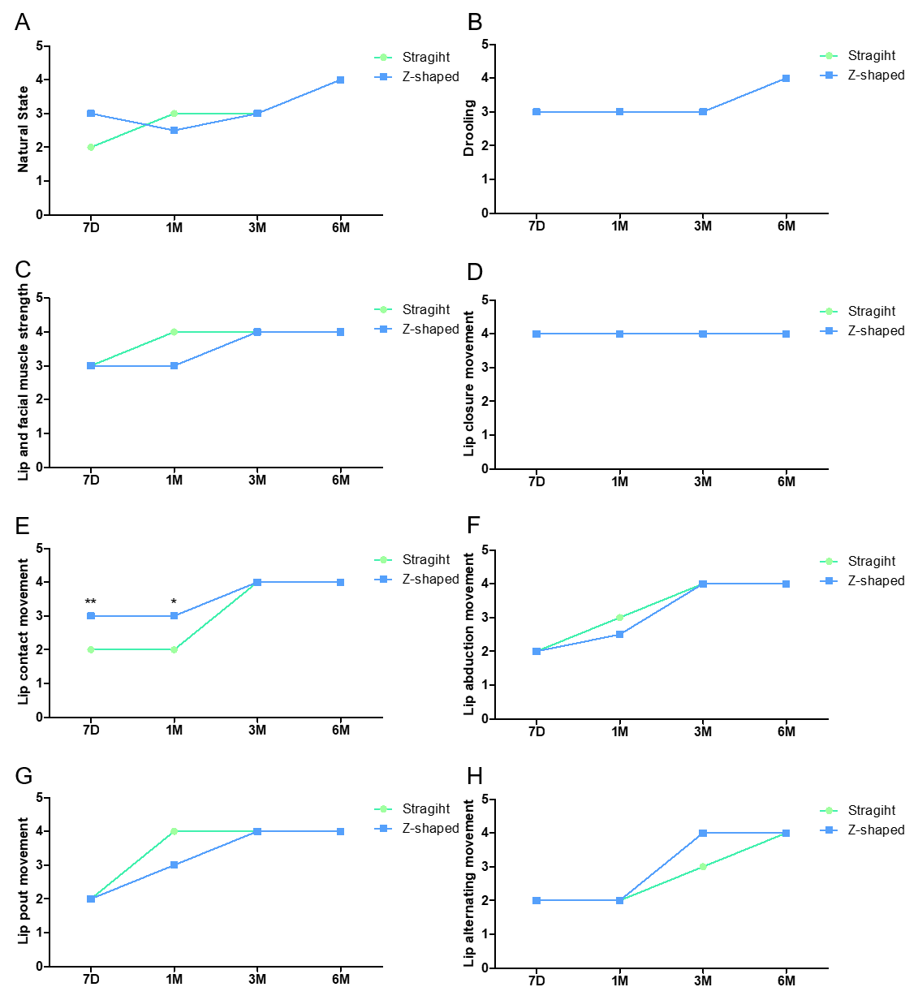 A
Natural State
5
4
3
2
1
0
7D 1M 3M 6M
Stragiht
Z-shaped
B
Drooling
5
4
3
2
1
0
7D 1M 3M 6M
Stragiht
Z-shaped
C
Lip and facial muscle strength
5
4
3
2
1
0
7D 1M 3M 6M
Stragiht
Z-shaped
D
Lip closure movement
5
4
3
2
1
0
7D 1M 3M 6M
Stragiht
Z-shaped
E
Lip contact movement
5
4
3
2
1
0
** *
7D 1M 3M 6M
Stragiht
Z-shaped
F
Lip abduction movement
5
4
3
2
1
0
7D 1M 3M 6M
Stragiht
Z-shaped
G
Lip pout movement
5
4
3
2
1
0
7D 1M 3M 6M
Stragiht
Z-shaped
H
Lip alternating movement
5
4
3
2
1
0
7D 1M 3M 6M
Stragiht
Z-shaped